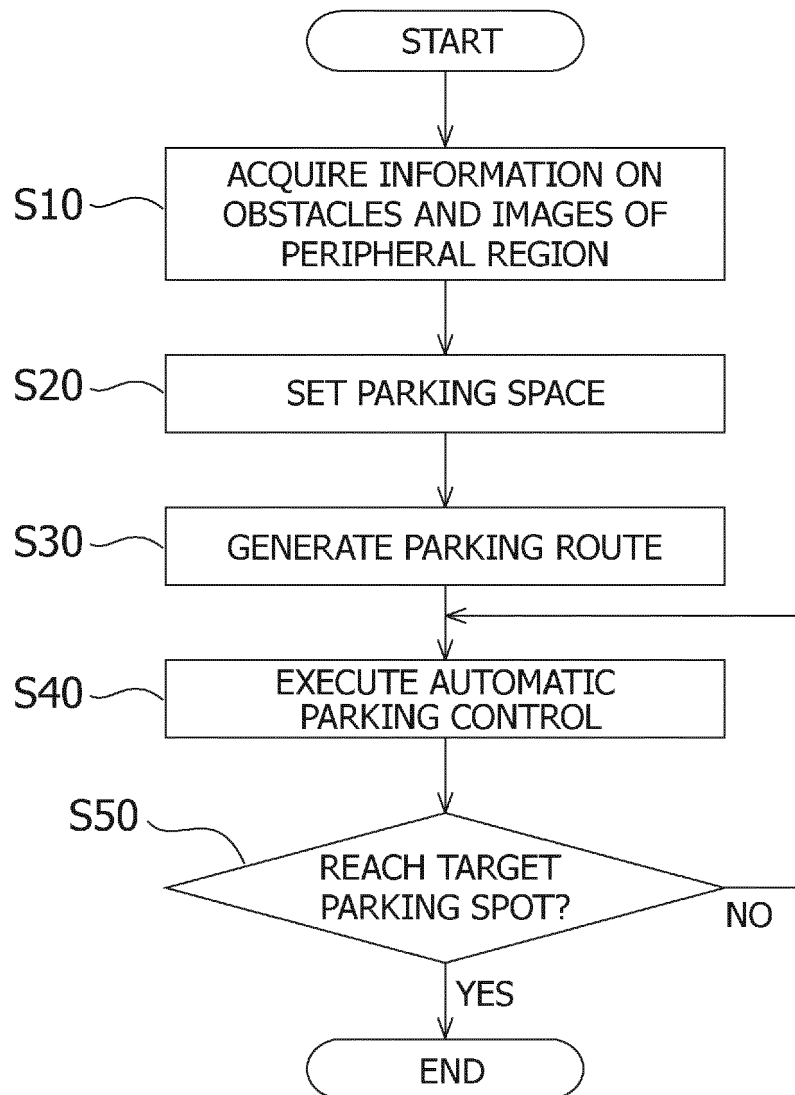 START
S10
ACQUIRE INFORMATION ON
OBSTACLES AND IMAGES OF
PERIPHERAL REGION
S20
SET PARKING SPACE
S30
GENERATE PARKING ROUTE
S40
EXECUTE AUTOMATIC
PARKING CONTROL
S50
REACH TARGET
PARKING SPOT?
NO
YES
END